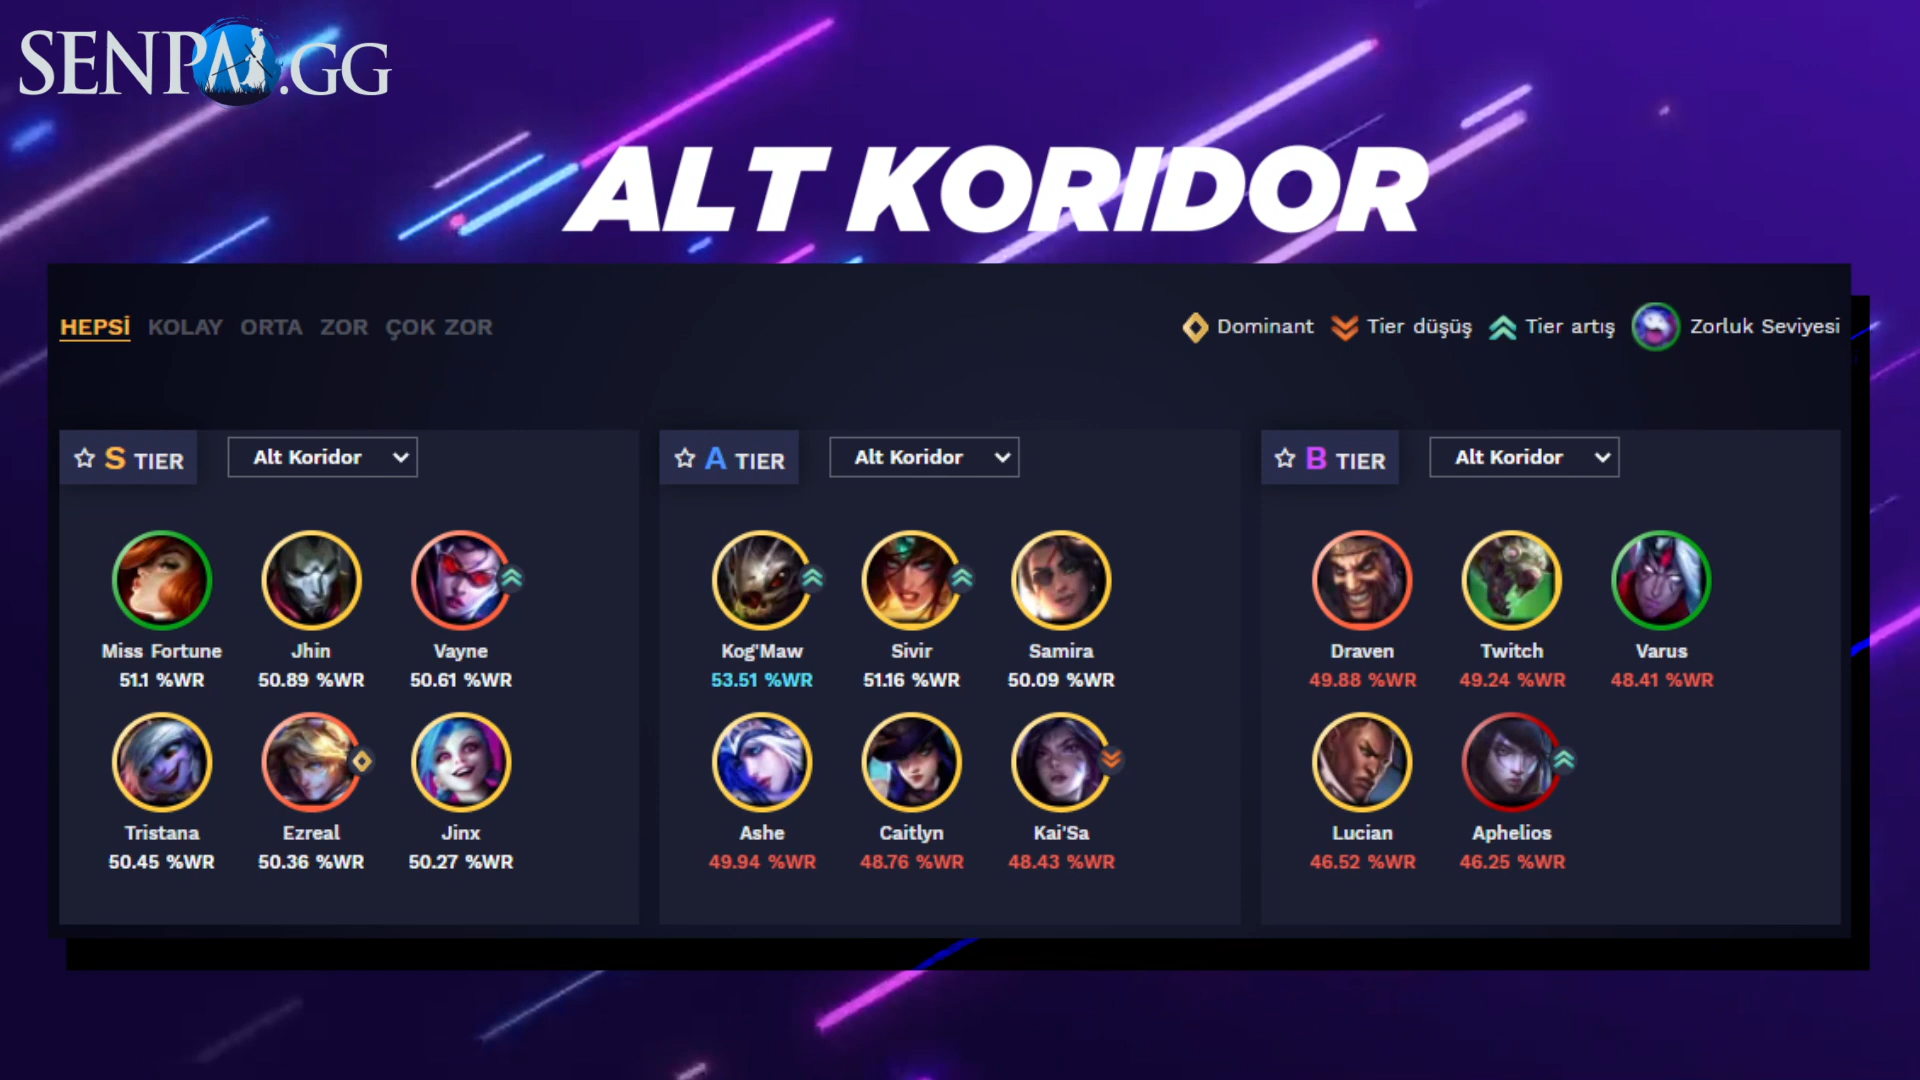 SENPAI.GG
ALT KORIDOR
HEPSİ KOLAY ORTA ZOR ÇOK ZOR
Dominant Tier düşüş Tier artış Zorluk Seviyesi
S TIER Alt Koridor
A TIER Alt Koridor
B TIER Alt Koridor
Miss Fortune Jhin Vayne
51.1 %WR 50.89 %WR 50.61 %WR
Tristana Ezreal Jinx
50.45 %WR 50.36 %WR 50.27 %WR
Kog'Maw Sivir Samira
53.51 %WR 51.16 %WR 50.09 %WR
Ashe Caitlyn Kai'Sa
49.94 %WR 48.76 %WR 48.43 %WR
Draven Twitch Varus
49.88 %WR 49.24 %WR 48.41 %WR
Lucian Aphelios
46.52 %WR 46.25 %WR